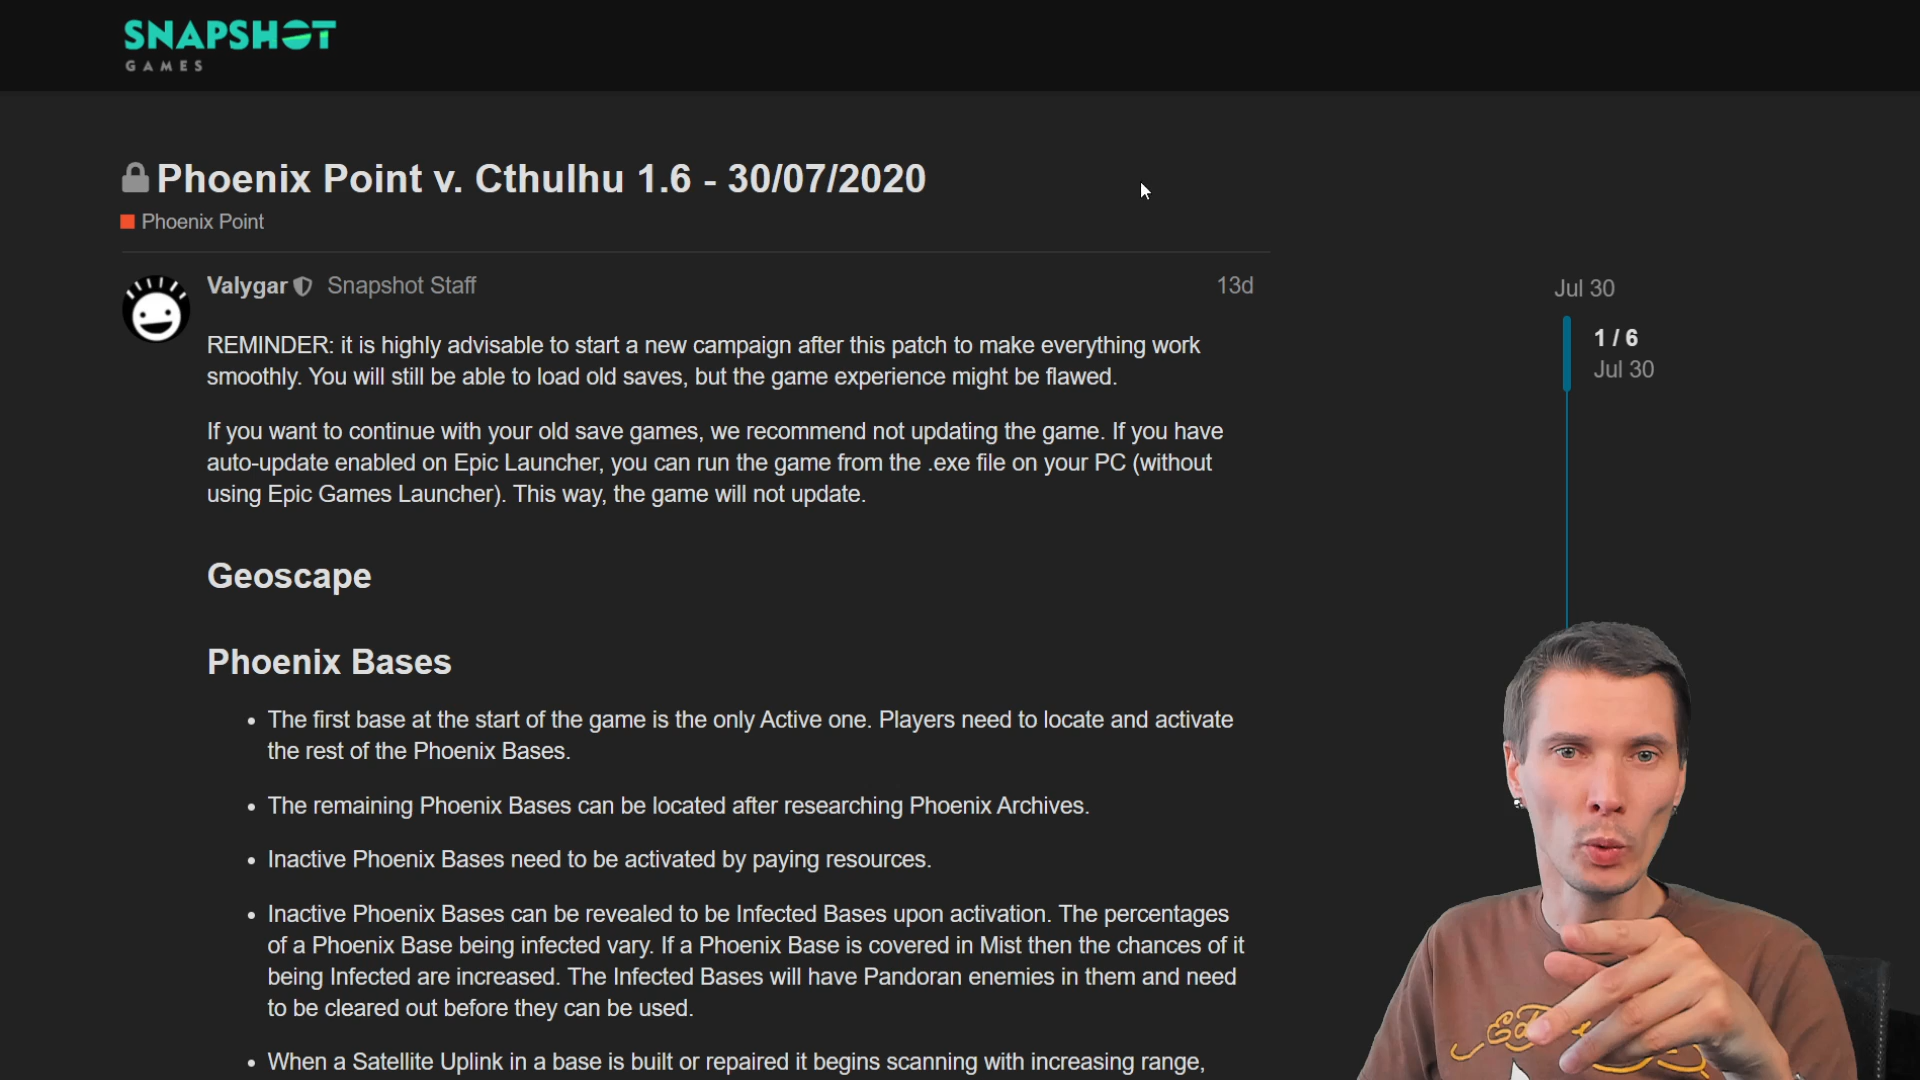 SNAPSHOT
GAMES
Phoenix Point v. Cthulhu 1.6 - 30/07/2020
Phoenix Point
Valygar Snapshot Staff 13d
Jul 30
1 / 6
Jul 30
REMINDER: it is highly advisable to start a new campaign after this patch to make everything work
smoothly. You will still be able to load old saves, but the game experience might be flawed.
If you want to continue with your old save games, we recommend not updating the game. If you have
auto-update enabled on Epic Launcher, you can run the game from the .exe file on your PC (without
using Epic Games Launcher). This way, the game will not update.
Geoscape
Phoenix Bases
• The first base at the start of the game is the only Active one. Players need to locate and activate
the rest of the Phoenix Bases.
• The remaining Phoenix Bases can be located after researching Phoenix Archives.
• Inactive Phoenix Bases need to be activated by paying resources.
• Inactive Phoenix Bases can be revealed to be Infected Bases upon activation. The percentages
of a Phoenix Base being infected vary. If a Phoenix Base is covered in Mist then the chances of it
being Infected are increased. The Infected Bases will have Pandoran enemies in them and need
to be cleared out before they can be used.
• When a Satellite Uplink in a base is built or repaired it begins scanning with increasing range,